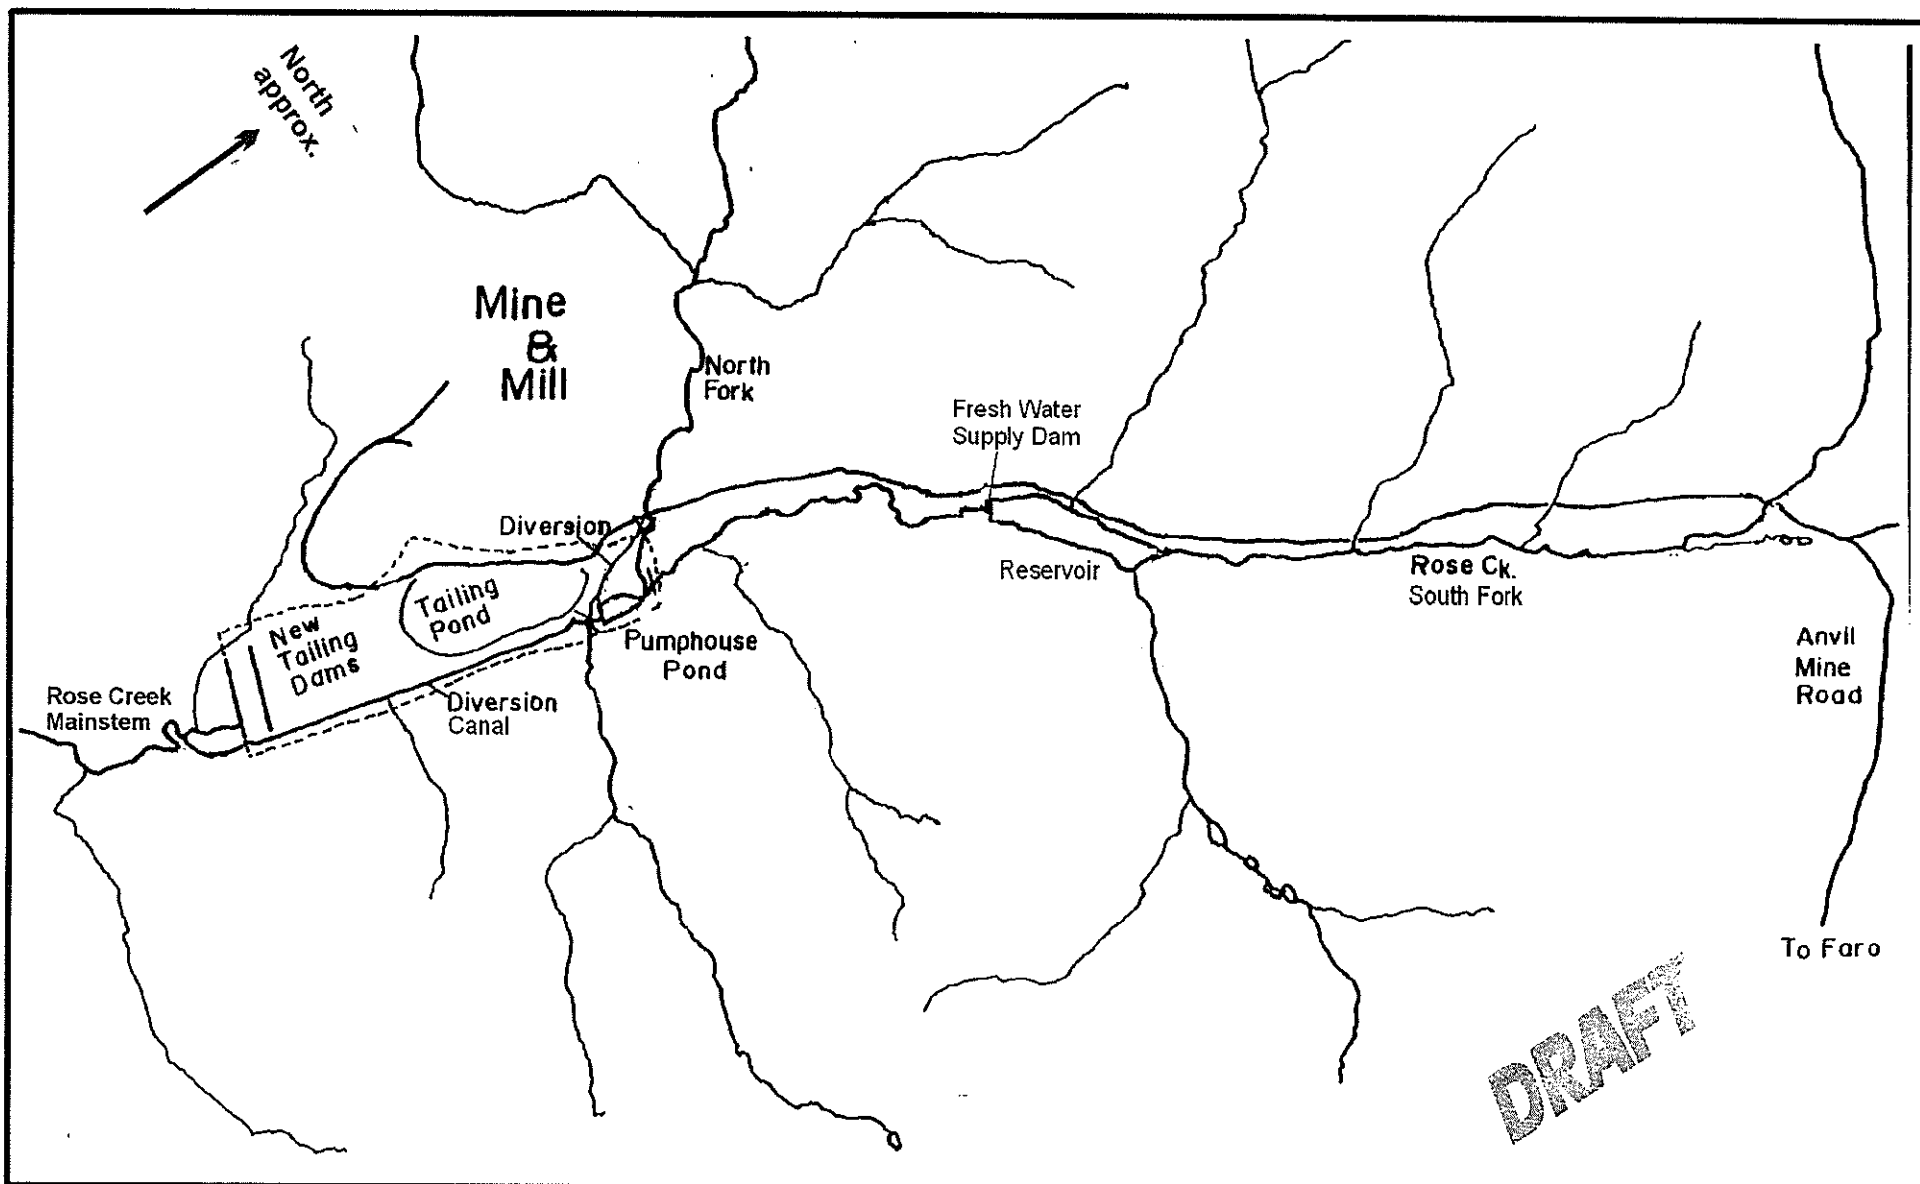 North
approx.
Mine
&
Mill
North
Fork
Fresh Water
Supply Dam
Diversion
Reservoir
Rose Ck.
South Fork
Tailing
Pond
New
Tailing
Dams
Pumphouse
Pond
Anvil
Mine
Road
Rose Creek
Mainstem
Diversion
Canal
To Faro
DRAFT